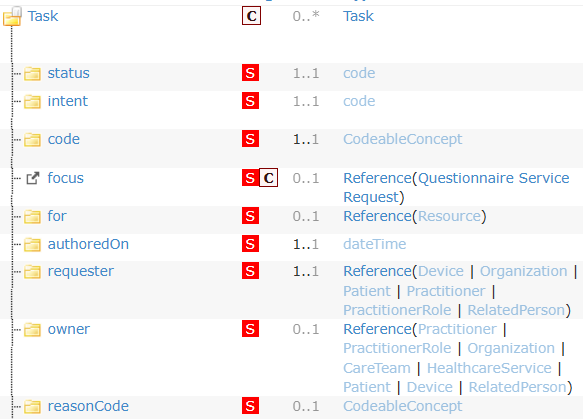 Task C 0..* Task
status S 1..1 code
intent S 1..1 code
code S 1..1 CodeableConcept
focus S C 0..1 Reference(Questionnaire Service
Request)
for S 0..1 Reference(Resource)
authoredOn S 1..1 dateTime
requester S 1..1 Reference(Device | Organization |
Patient | Practitioner |
PractitionerRole | RelatedPerson)
owner S 0..1 Reference(Practitioner |
PractitionerRole | Organization |
CareTeam | HealthcareService |
Patient | Device | RelatedPerson)
reasonCode S 0..1 CodeableConcept